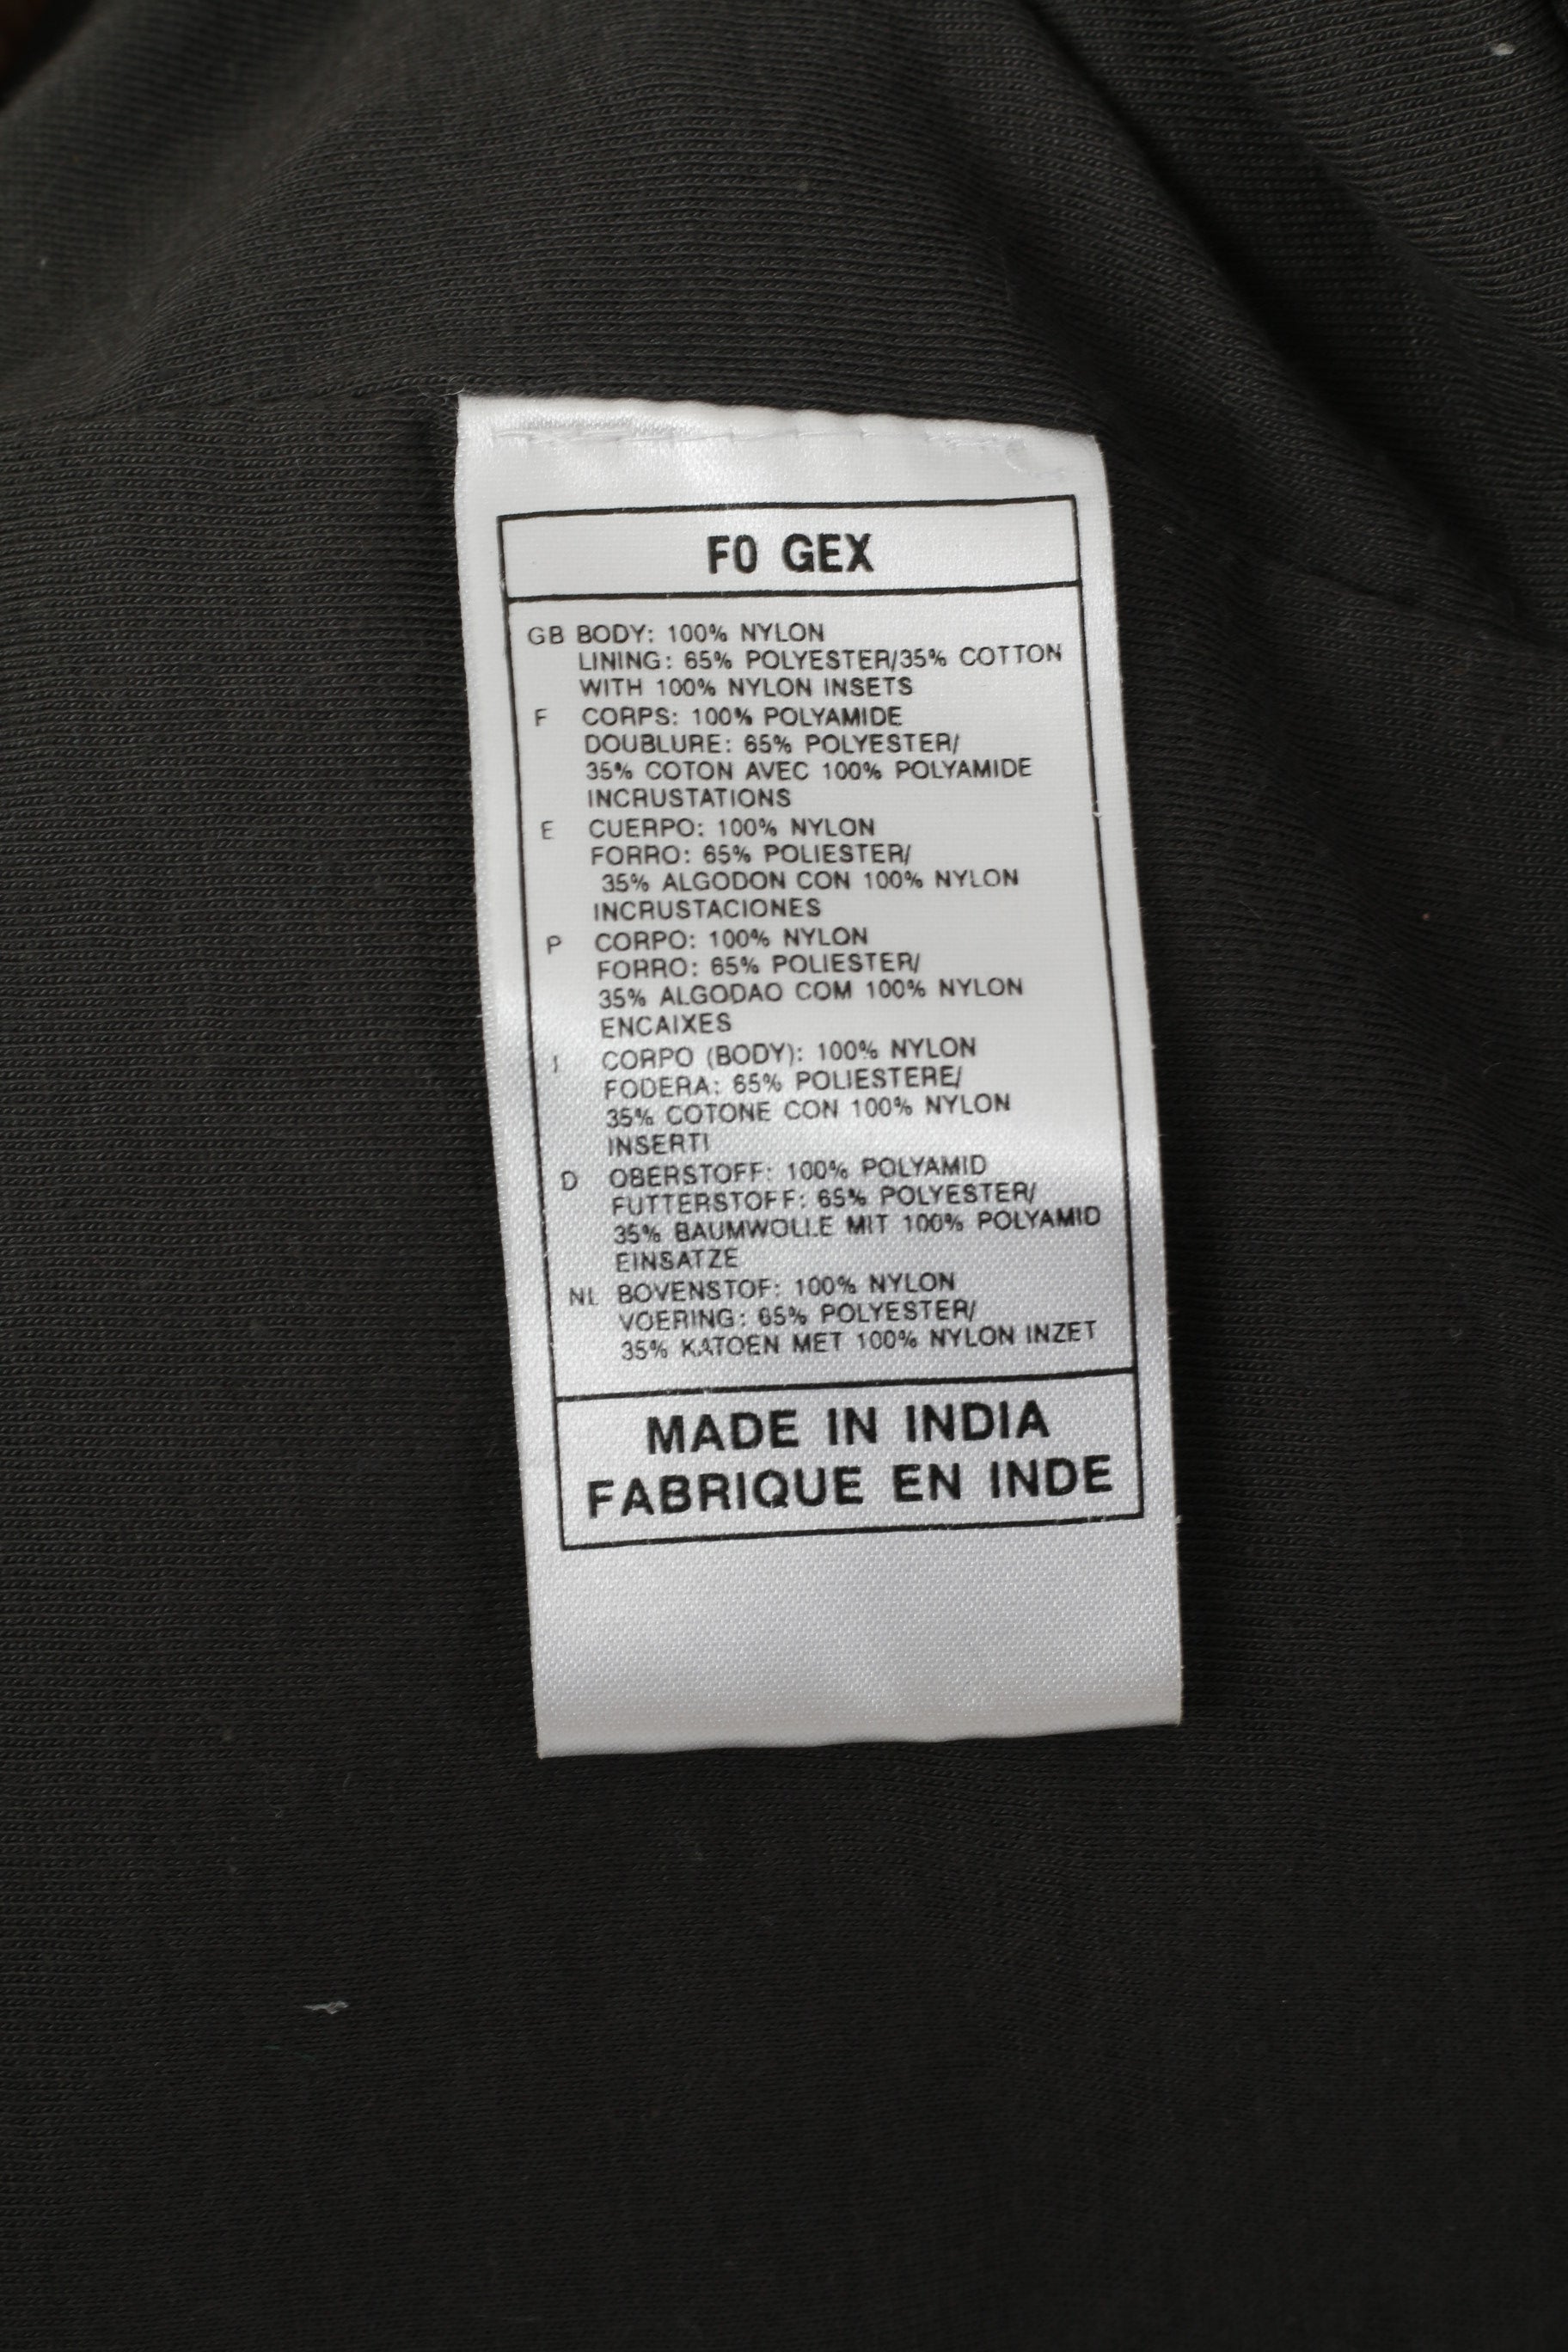 F0 GEX
GB BODY: 100% NYLON
LINING: 65% POLYESTER/35% COTTON
WITH 100% NYLON INSETS
F CORPS: 100% POLYAMIDE
DOUBLURE: 65% POLYESTER/
35% COTON AVEC 100% POLYAMIDE
INCRUSTATIONS
E CUERPO: 100% NYLON
FORRO: 65% POLIESTER/
35% ALGODON CON 100% NYLON
INCRUSTACIONES
P CORPO: 100% NYLON
FORRO: 65% POLIESTER/
35% ALGODAO COM 100% NYLON
ENCAIXES
I CORPO (BODY): 100% NYLON
FODERA: 65% POLIESTERE/
35% COTONE CON 100% NYLON
INSERTI
D OBERSTOFF: 100% POLYAMID
FUTTERSTOFF: 65% POLYESTER/
35% BAUMWOLLE MIT 100% POLYAMID
EINSATZE
NL BOVENSTOF: 100% NYLON
VOERING: 65% POLYESTER/
35% KATOEN MET 100% NYLON INZET
MADE IN INDIA
FABRIQUE EN INDE